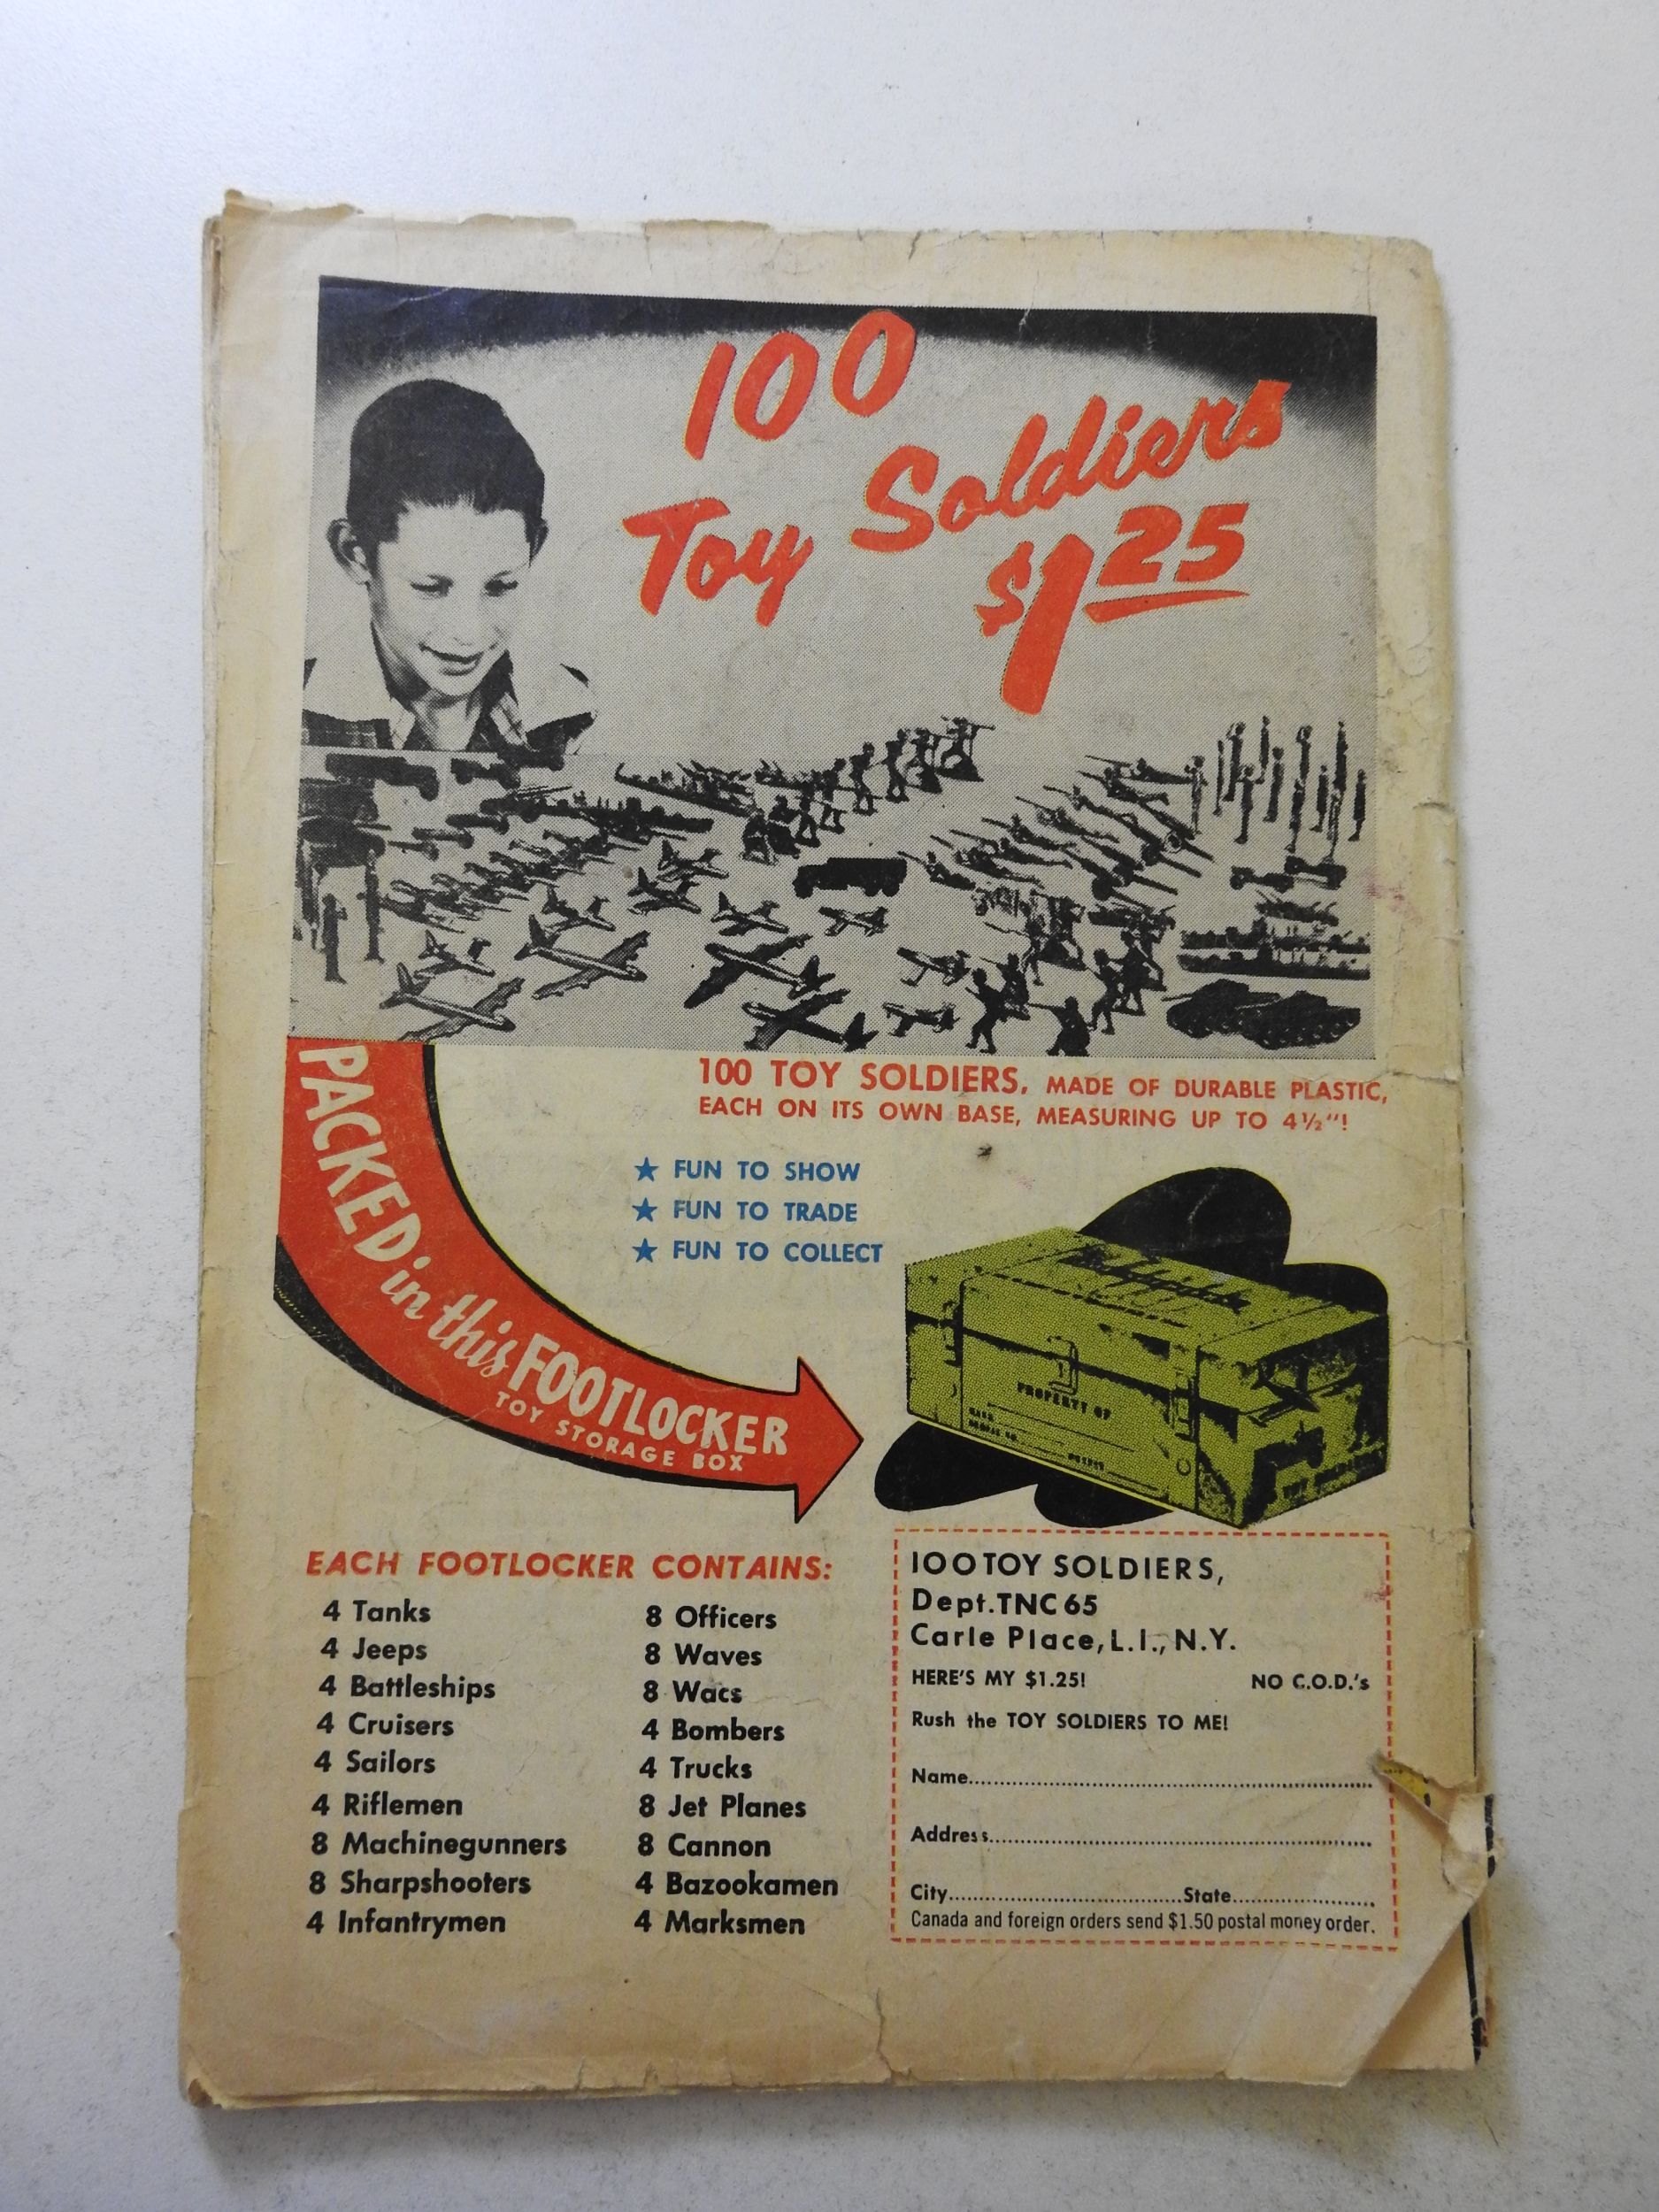 100
Toy Soldiers
$1 25
100 TOY SOLDIERS, MADE OF DURABLE PLASTIC,
EACH ON ITS OWN BASE, MEASURING UP TO 4½"!
★ FUN TO SHOW
★ FUN TO TRADE
★ FUN TO COLLECT
PACKED in this FOOTLOCKER
TOY STORAGE BOX
PROPERTY OF
EACH FOOTLOCKER CONTAINS:
4 Tanks
4 Jeeps
4 Battleships
4 Cruisers
4 Sailors
4 Riflemen
8 Machinegunners
8 Sharpshooters
4 Infantrymen
8 Officers
8 Waves
8 Wacs
4 Bombers
4 Trucks
8 Jet Planes
8 Cannon
4 Bazookamen
4 Marksmen
100 TOY SOLDIERS,
Dept. TNC 65
Carle Place, L.I., N.Y.
HERE'S MY $1.25! NO C.O.D.'s
Rush the TOY SOLDIERS TO ME!
Name
Address
City State
Canada and foreign orders send $1.50 postal money order.